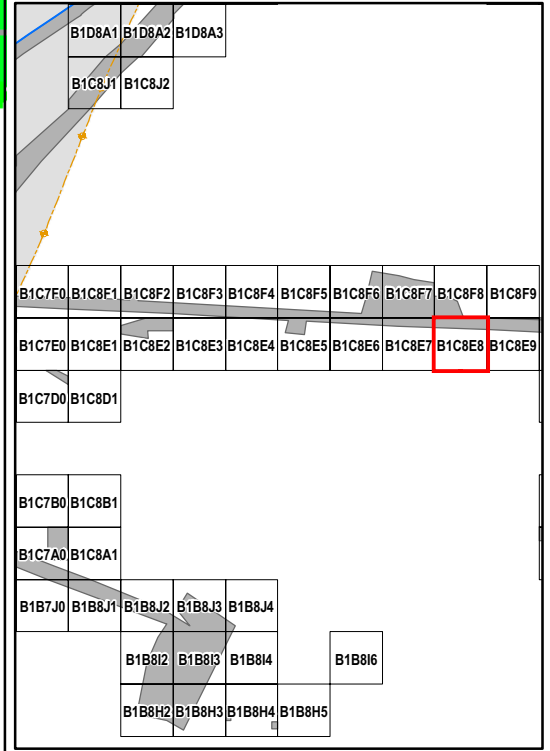 B1D8A1 B1D8A2 B1D8A3
B1C8J1 B1C8J2
B1C7F0 B1C8F1 B1C8F2 B1C8F3 B1C8F4 B1C8F5 B1C8F6 B1C8F7 B1C8F8 B1C8F9
B1C7E0 B1C8E1 B1C8E2 B1C8E3 B1C8E4 B1C8E5 B1C8E6 B1C8E7 B1C8E8 B1C8E9
B1C7D0 B1C8D1
B1C7B0 B1C8B1
B1C7A0 B1C8A1
B1B7J0 B1B8J1 B1B8J2 B1B8J3 B1B8J4
B1B8I2 B1B8I3 B1B8I4 B1B8I6
B1B8H2 B1B8H3 B1B8H4 B1B8H5